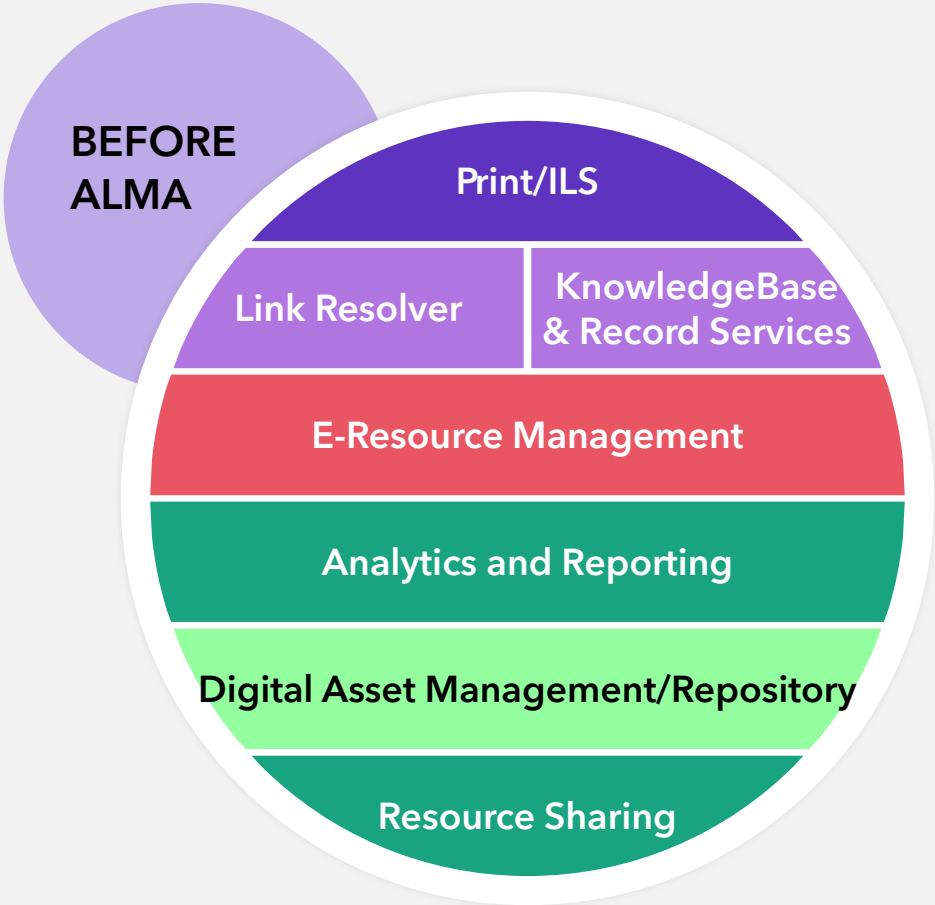 BEFORE
ALMA
Print/ILS
Link Resolver
KnowledgeBase
& Record Services
E-Resource Management
Analytics and Reporting
Digital Asset Management/Repository
Resource Sharing